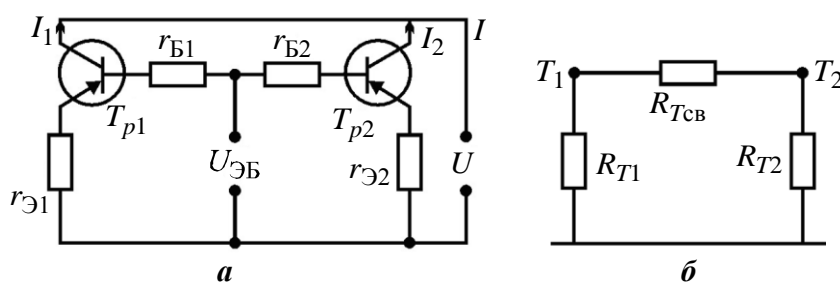 I1 rБ1 rБ2 I2 I
Tp1 Tp2
rЭ1 UЭБ rЭ2 U
а
T1 T2
RTсв
RT1 RT2
б